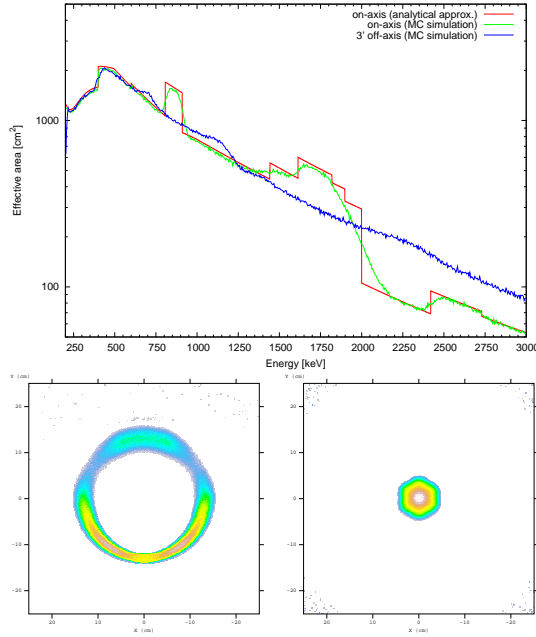 on-axis (analytical approx.)
on-axis (MC simulation)
3' off-axis (MC simulation)
Effective area [cm²]
1000
100
250 500 750 1000 1250 1500 1750 2000 2250 2500 2750 3000
Energy [keV]
Y (cm)
20
10
0
-10
-20
20 10 0 -10 -20
X (cm)
Y (cm)
20
10
0
-10
-20
20 10 0 -10 -20
X (cm)